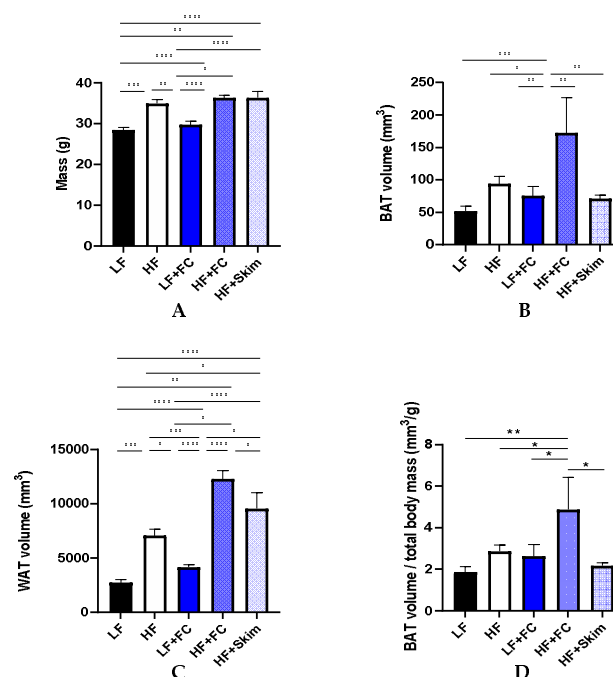 Mass (g)
40
30
20
10
0
LF
HF
LF+FC
HF+FC
HF+Skim
A
BAT volume (mm³)
250
200
150
100
50
0
LF
HF
LF+FC
HF+FC
HF+Skim
B
WAT volume (mm³)
15000
10000
5000
0
LF
HF
LF+FC
HF+FC
HF+Skim
C
BAT volume / total body mass (mm³/g)
8
6
4
2
0
**
*
*
*
LF
HF
LF+FC
HF+FC
HF+Skim
D